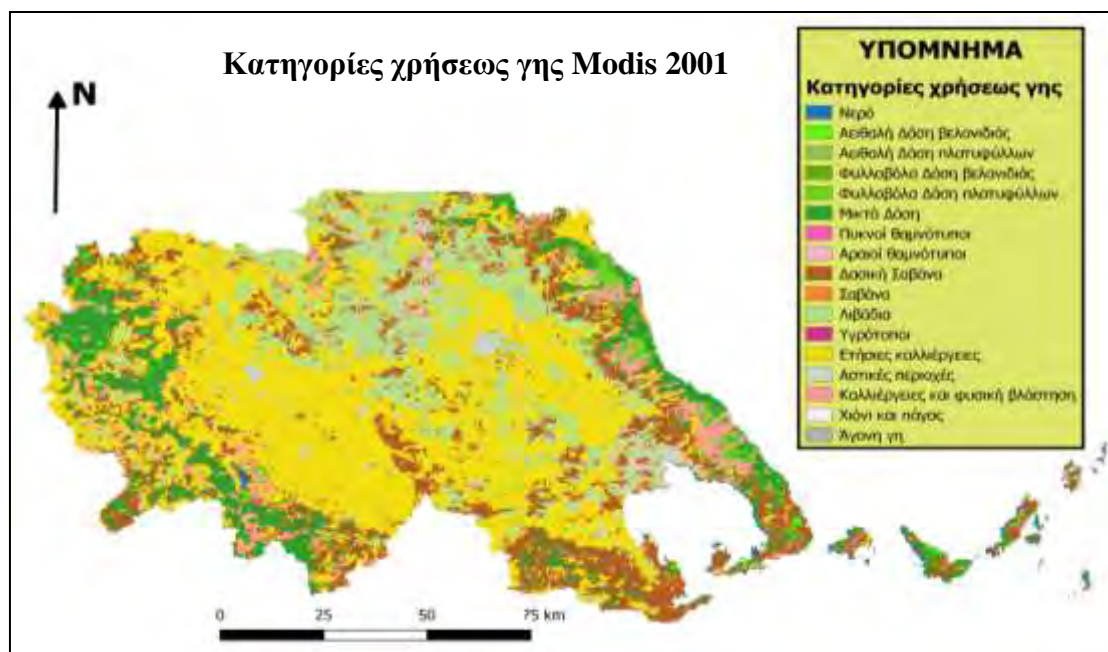 Κατηγορίες χρήσεως γης Modis 2001
N
ΥΠΟΜΝΗΜΑ
Κατηγορίες χρήσεως γης
Νερό
Αειθαλή Δάση βελονιδιάς
Αειθαλή Δάση πλατυφύλλων
Φυλλοβόλα Δάση βελονιδιάς
Φυλλοβόλα Δάση πλατυφύλλων
Μικτά Δάση
Πυκνοί θαμνότυποι
Αραιοί θαμνότυποι
Δασική Σαβάνα
Σαβάνα
Λιβάδια
Υγρότοποι
Ετήσιες καλλιέργειες
Αστικές περιοχές
Καλλιέργειες και φυσική βλάστηση
Χιόνι και πάγος
Άγονη γη
0 25 50 75 km